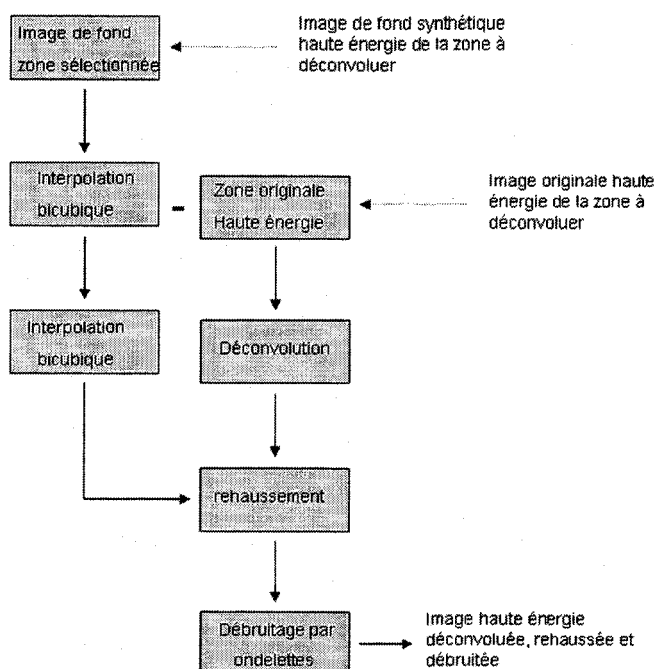 Image de fond
zone sélectionnée
Image de fond synthétique
haute énergie de la zone à
déconvoluer
Interpolation
bicubique
-
Zone originale
Haute énergie
Image originale haute
énergie de la zone à
déconvoluer
Interpolation
bicubique
Déconvolution
rehaussement
Débruitage par
ondelettes
Image haute énergie
déconvoluée, rehaussée et
débruitée